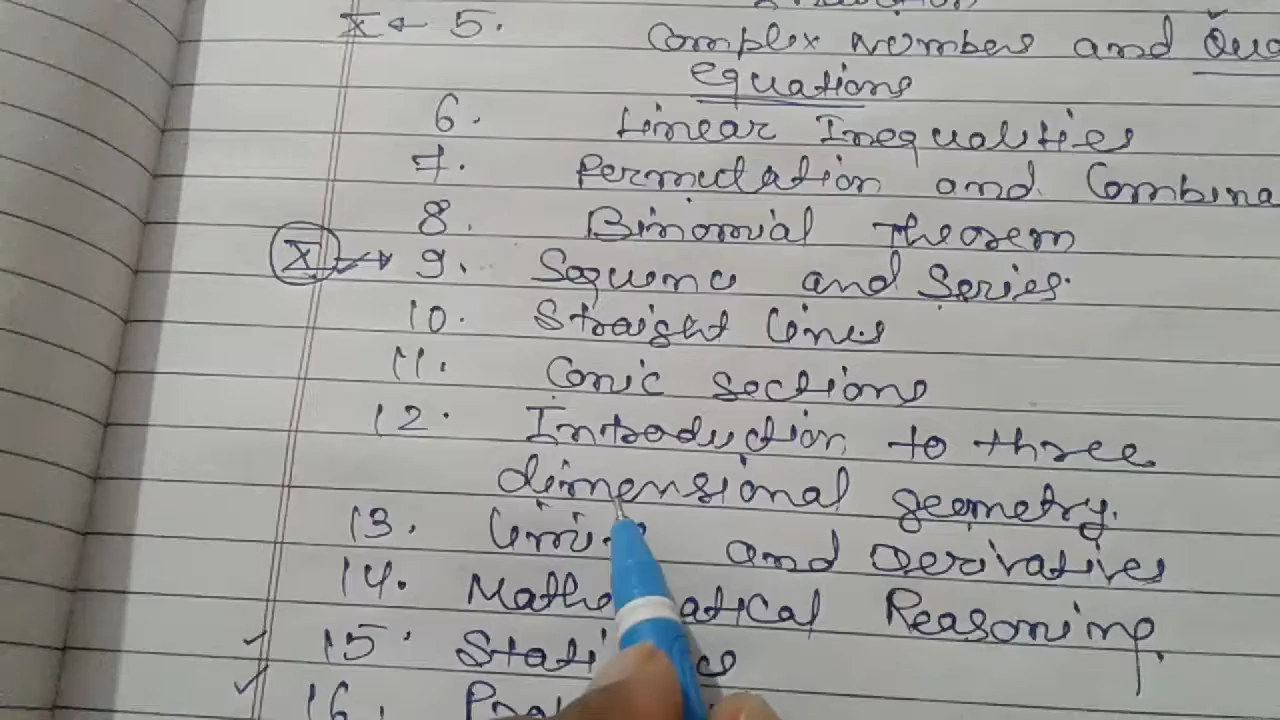 X ← 5. Complex Numbers and
equations
6. Linear Inequalities
7. Permutation and
8. Binomial Theorem
X → 9. Sequence and Series.
10. Straight Lines
11. Conic sections
12. Introduction to three
dimensional geometry.
13. and Derivatives
14. Reasoning.
15.
16.